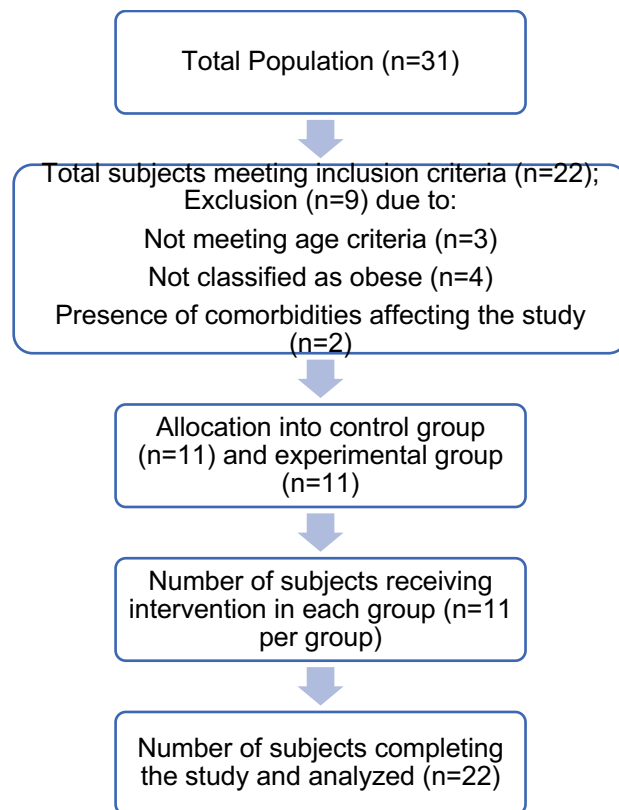 Total Population (n=31)
Total subjects meeting inclusion criteria (n=22);
Exclusion (n=9) due to:
Not meeting age criteria (n=3)
Not classified as obese (n=4)
Presence of comorbidities affecting the study
(n=2)
Allocation into control group
(n=11) and experimental group
(n=11)
Number of subjects receiving
intervention in each group (n=11
per group)
Number of subjects completing
the study and analyzed (n=22)